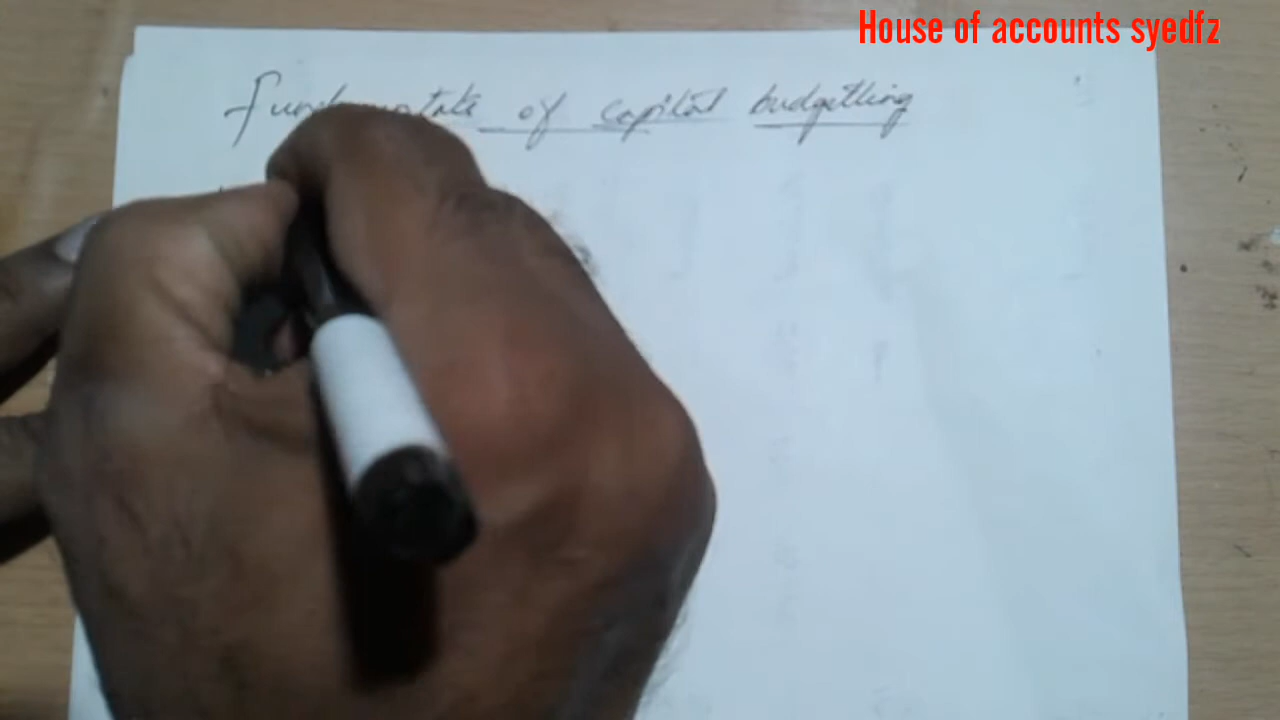 House of accounts syedfz
of capital budgetting